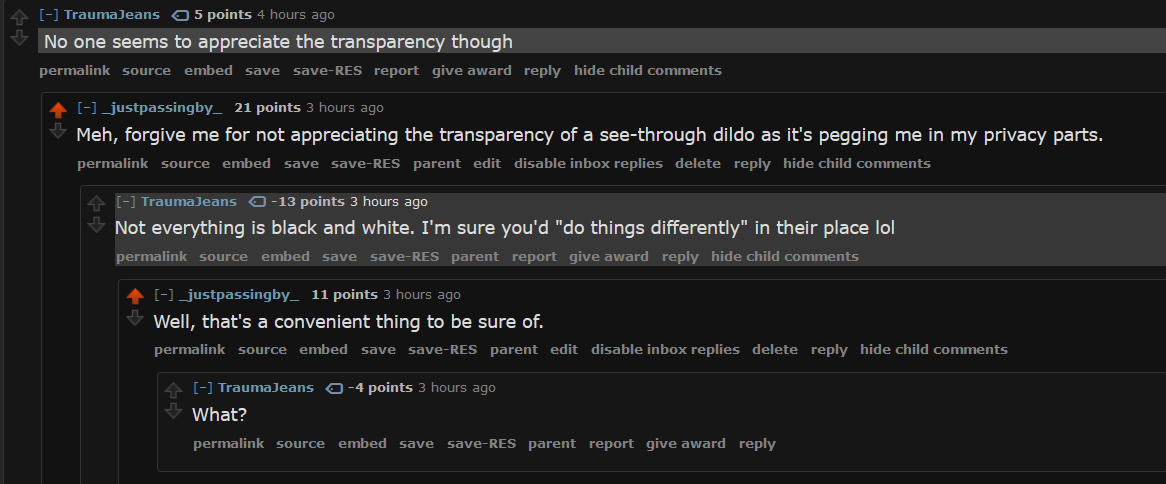 [–] TraumaJeans 5 points 4 hours ago
No one seems to appreciate the transparency though
permalink source embed save save-RES report give award reply hide child comments
[–] _justpassingby_ 21 points 3 hours ago
Meh, forgive me for not appreciating the transparency of a see-through dildo as it's pegging me in my privacy parts.
permalink source embed save save-RES parent edit disable inbox replies delete reply hide child comments
[–] TraumaJeans -13 points 3 hours ago
Not everything is black and white. I'm sure you'd "do things differently" in their place lol
permalink source embed save save-RES parent report give award reply hide child comments
[–] _justpassingby_ 11 points 3 hours ago
Well, that's a convenient thing to be sure of.
permalink source embed save save-RES parent edit disable inbox replies delete reply hide child comments
[–] TraumaJeans -4 points 3 hours ago
What?
permalink source embed save save-RES parent report give award reply